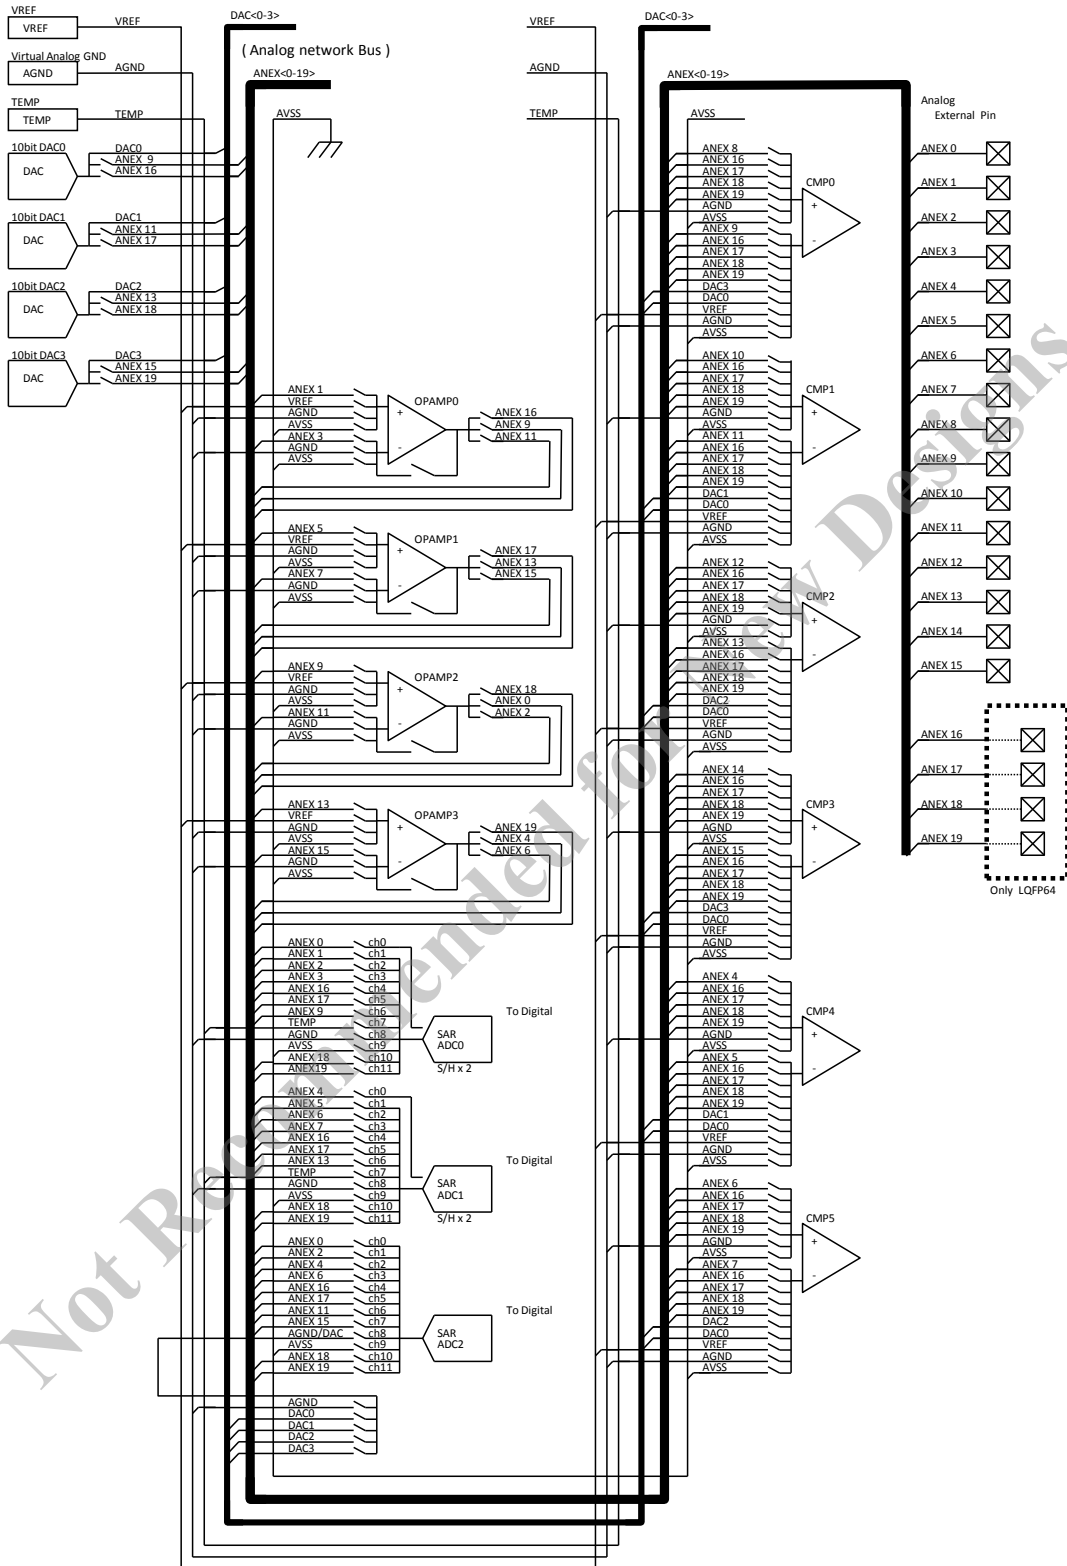 VREF
VREF
VREF
Virtual Analog GND
AGND
AGND
TEMP
TEMP
TEMP
10bit DAC0
DAC
DAC0
ANEX 9
ANEX 16
10bit DAC1
DAC
DAC1
ANEX 11
ANEX 17
10bit DAC2
DAC
DAC2
ANEX 13
ANEX 18
10bit DAC3
DAC
DAC3
ANEX 15
ANEX 19
DAC<0-3>
( Analog network Bus )
ANEX<0-19>
AVSS
ANEX 1
VREF
AGND
AVSS
ANEX 3
AGND
AVSS
OPAMP0
+
-
ANEX 16
ANEX 9
ANEX 11
ANEX 5
VREF
AGND
AVSS
ANEX 7
AGND
AVSS
OPAMP1
+
-
ANEX 17
ANEX 13
ANEX 15
ANEX 9
VREF
AGND
AVSS
ANEX 11
AGND
AVSS
OPAMP2
+
-
ANEX 18
ANEX 0
ANEX 2
ANEX 13
VREF
AGND
AVSS
ANEX 15
AGND
AVSS
OPAMP3
+
-
ANEX 19
ANEX 4
ANEX 6
ANEX 0 ch0
ANEX 1 ch1
ANEX 2 ch2
ANEX 3 ch3
ANEX 16 ch4
ANEX 17 ch5
ANEX 9 ch6
TEMP ch7
AGND ch8
AVSS ch9
ANEX 18 ch10
ANEX19 ch11
SAR
ADC0
S/H x 2
To Digital
ANEX 4 ch0
ANEX 5 ch1
ANEX 6 ch2
ANEX 7 ch3
ANEX 16 ch4
ANEX 17 ch5
ANEX 13 ch6
TEMP ch7
AGND ch8
AVSS ch9
ANEX 18 ch10
ANEX 19 ch11
SAR
ADC1
S/H x 2
To Digital
ANEX 0 ch0
ANEX 2 ch1
ANEX 4 ch2
ANEX 6 ch3
ANEX 16 ch4
ANEX 17 ch5
ANEX 11 ch6
ANEX 15 ch7
AGND/DAC ch8
AVSS ch9
ANEX 18 ch10
ANEX 19 ch11
SAR
ADC2
To Digital
AGND
DAC0
DAC1
DAC2
DAC3
VREF
AGND
TEMP
DAC<0-3>
ANEX<0-19>
AVSS
ANEX 8
ANEX 16
ANEX 17
ANEX 18
ANEX 19
AGND
AVSS
ANEX 9
ANEX 16
ANEX 17
ANEX 18
ANEX 19
DAC3
DAC0
VREF
AGND
AVSS
CMP0
+
-
ANEX 10
ANEX 16
ANEX 17
ANEX 18
ANEX 19
AGND
AVSS
ANEX 11
ANEX 16
ANEX 17
ANEX 18
ANEX 19
DAC1
DAC0
VREF
AGND
AVSS
CMP1
+
-
ANEX 12
ANEX 16
ANEX 17
ANEX 18
ANEX 19
AGND
AVSS
ANEX 13
ANEX 16
ANEX 17
ANEX 18
ANEX 19
DAC2
DAC0
VREF
AGND
AVSS
CMP2
+
-
ANEX 14
ANEX 16
ANEX 17
ANEX 18
ANEX 19
AGND
AVSS
ANEX 15
ANEX 16
ANEX 17
ANEX 18
ANEX 19
DAC3
DAC0
VREF
AGND
AVSS
CMP3
+
-
ANEX 4
ANEX 16
ANEX 17
ANEX 18
ANEX 19
AGND
AVSS
ANEX 5
ANEX 16
ANEX 17
ANEX 18
ANEX 19
DAC1
DAC0
VREF
AGND
AVSS
CMP4
+
-
ANEX 6
ANEX 16
ANEX 17
ANEX 18
ANEX 19
AGND
AVSS
ANEX 7
ANEX 16
ANEX 17
ANEX 18
ANEX 19
DAC2
DAC0
VREF
AGND
AVSS
CMP5
+
-
Analog
External Pin
ANEX 0
ANEX 1
ANEX 2
ANEX 3
ANEX 4
ANEX 5
ANEX 6
ANEX 7
ANEX 8
ANEX 9
ANEX 10
ANEX 11
ANEX 12
ANEX 13
ANEX 14
ANEX 15
ANEX 16
ANEX 17
ANEX 18
ANEX 19
Only LQFP64
Not Recommended for New Designs